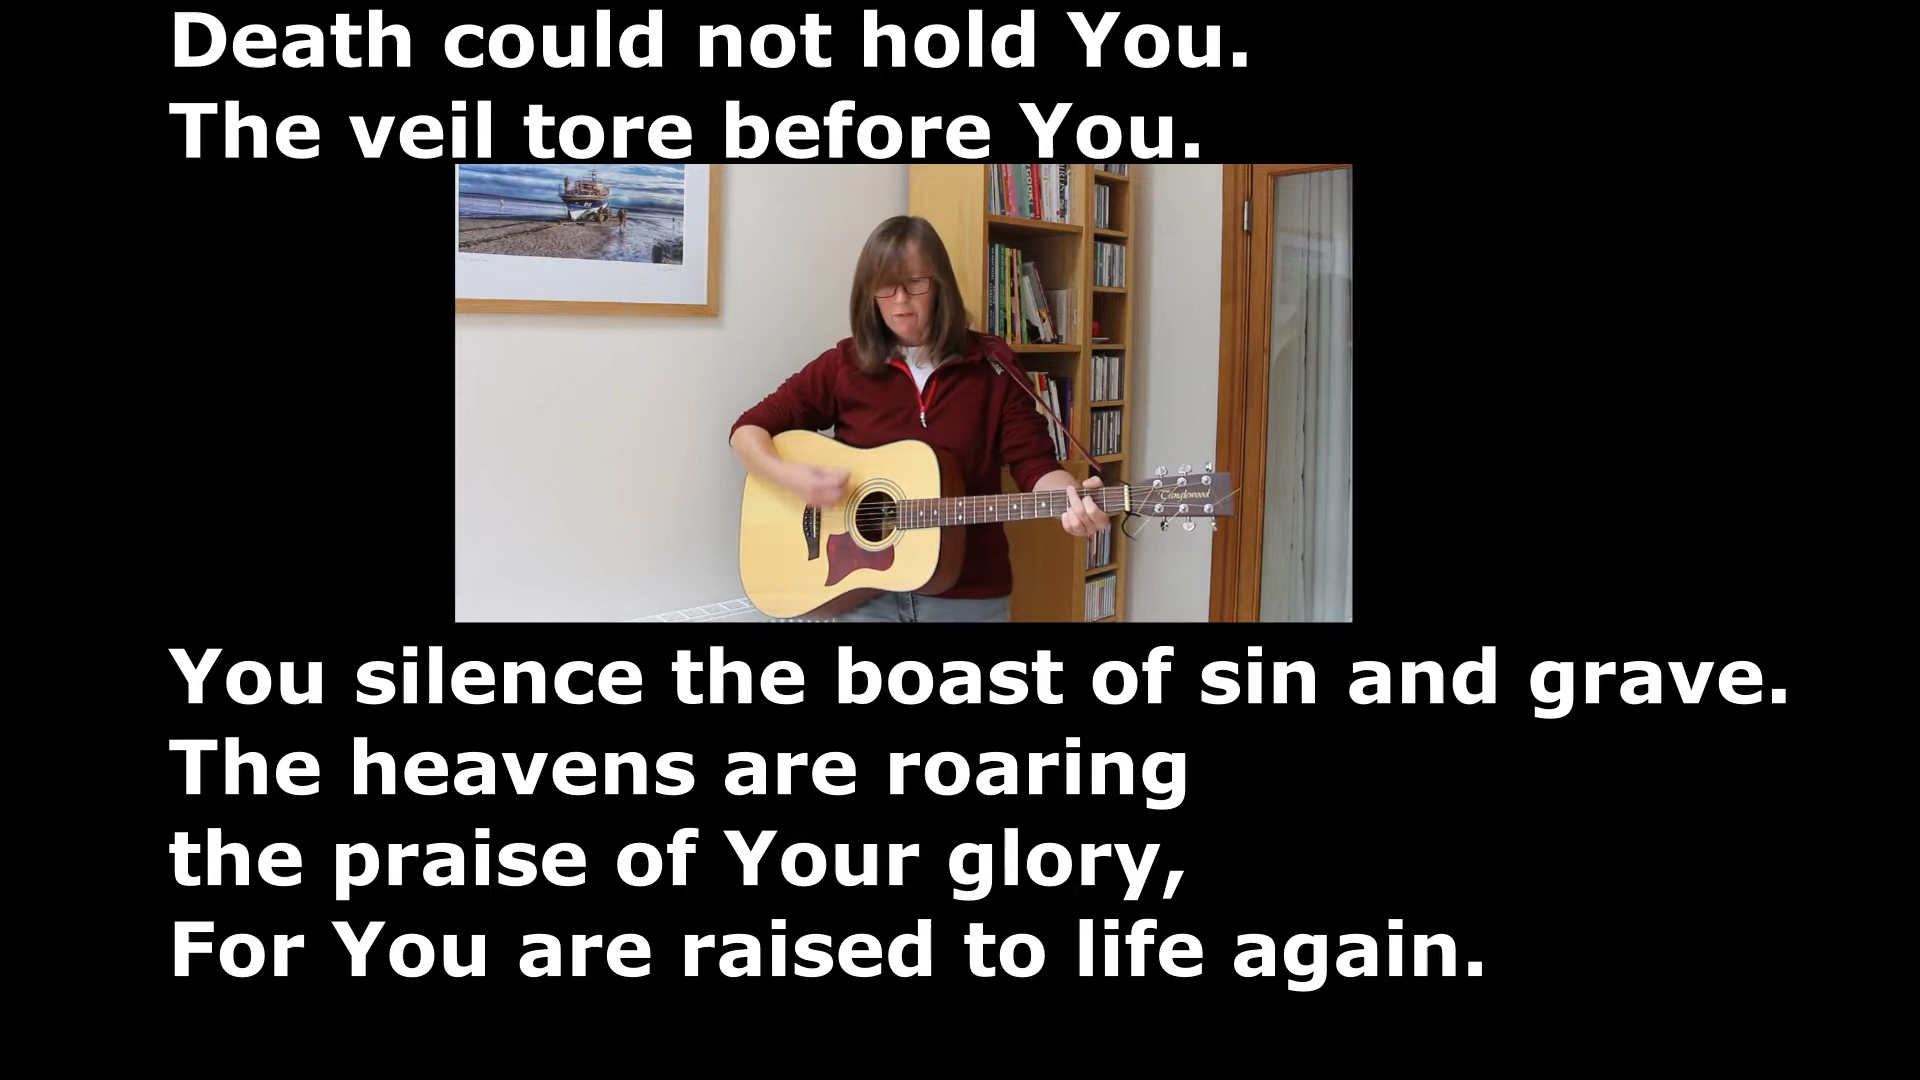 Death could not hold You.
The veil tore before You.
Tanglewood
You silence the boast of sin and grave.
The heavens are roaring
the praise of Your glory,
For You are raised to life again.